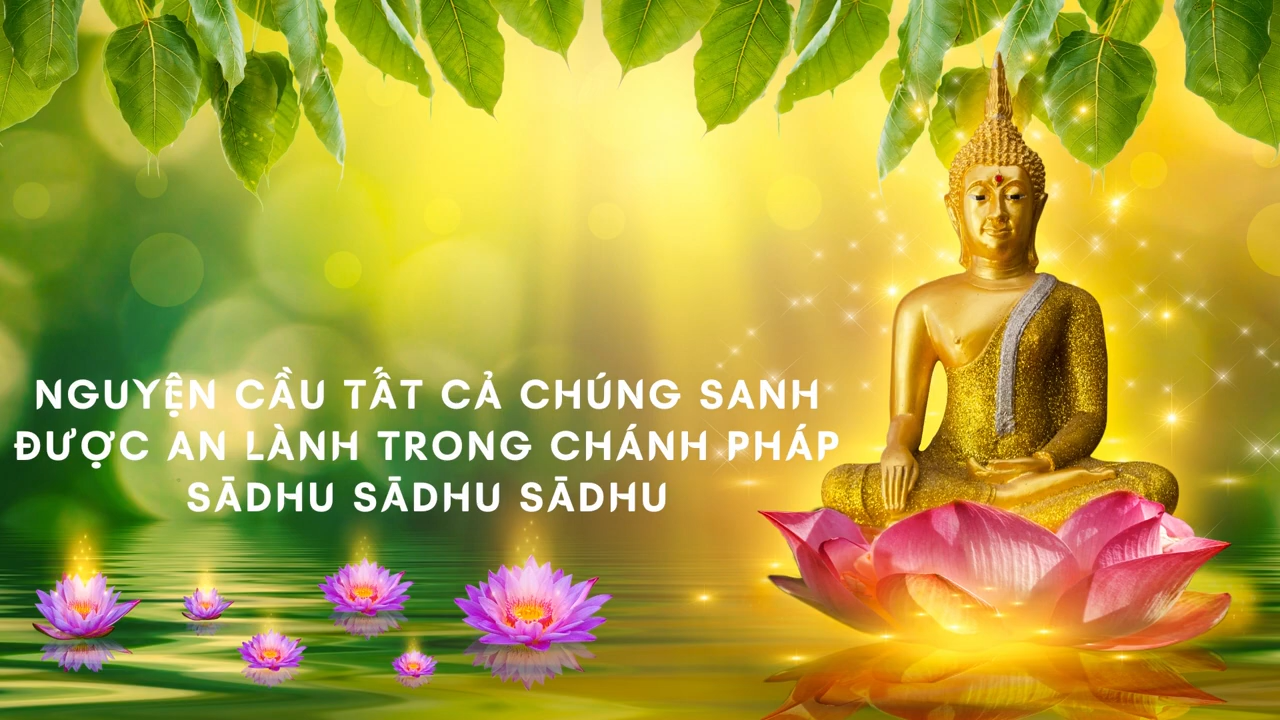 NGUYỆN CẦU TẤT CẢ CHÚNG SANH
ĐƯỢC AN LÀNH TRONG CHÁNH PHÁP
SĀDHU SĀDHU SĀDHU